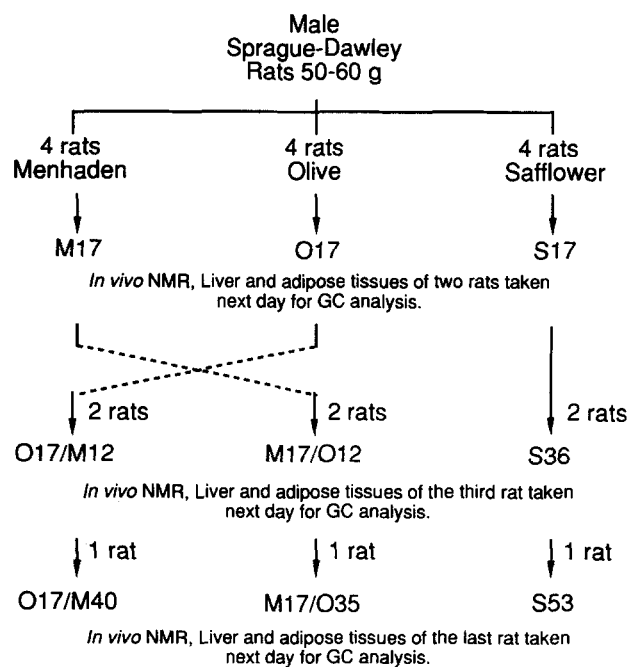 Male
Sprague-Dawley
Rats 50-60 g
4 rats
Menhaden
4 rats
Olive
4 rats
Safflower
M17
O17
S17
In vivo NMR, Liver and adipose tissues of two rats taken
next day for GC analysis.
2 rats
2 rats
2 rats
O17/M12
M17/O12
S36
In vivo NMR, Liver and adipose tissues of the third rat taken
next day for GC analysis.
1 rat
1 rat
1 rat
O17/M40
M17/O35
S53
In vivo NMR, Liver and adipose tissues of the last rat taken
next day for GC analysis.